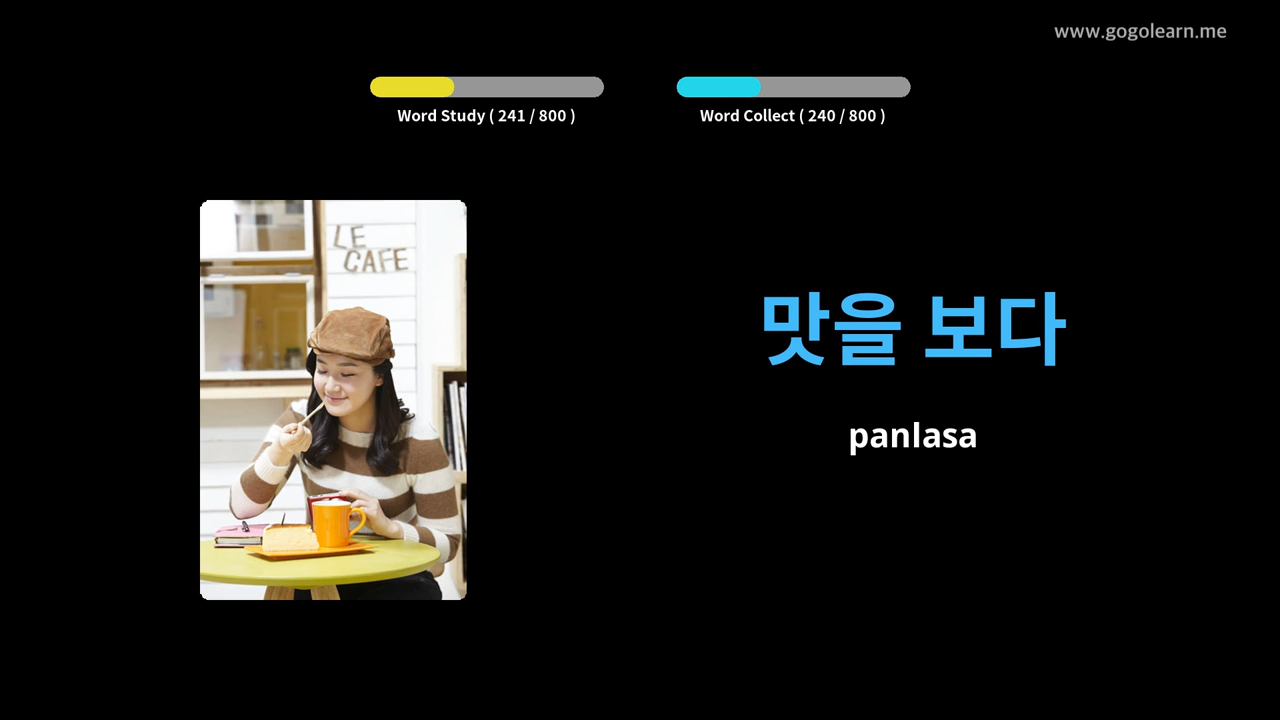 www.gogolearn.me
Word Study ( 241 / 800 )
Word Collect ( 240 / 800 )
LE
CAFE
맛을 보다
panlasa